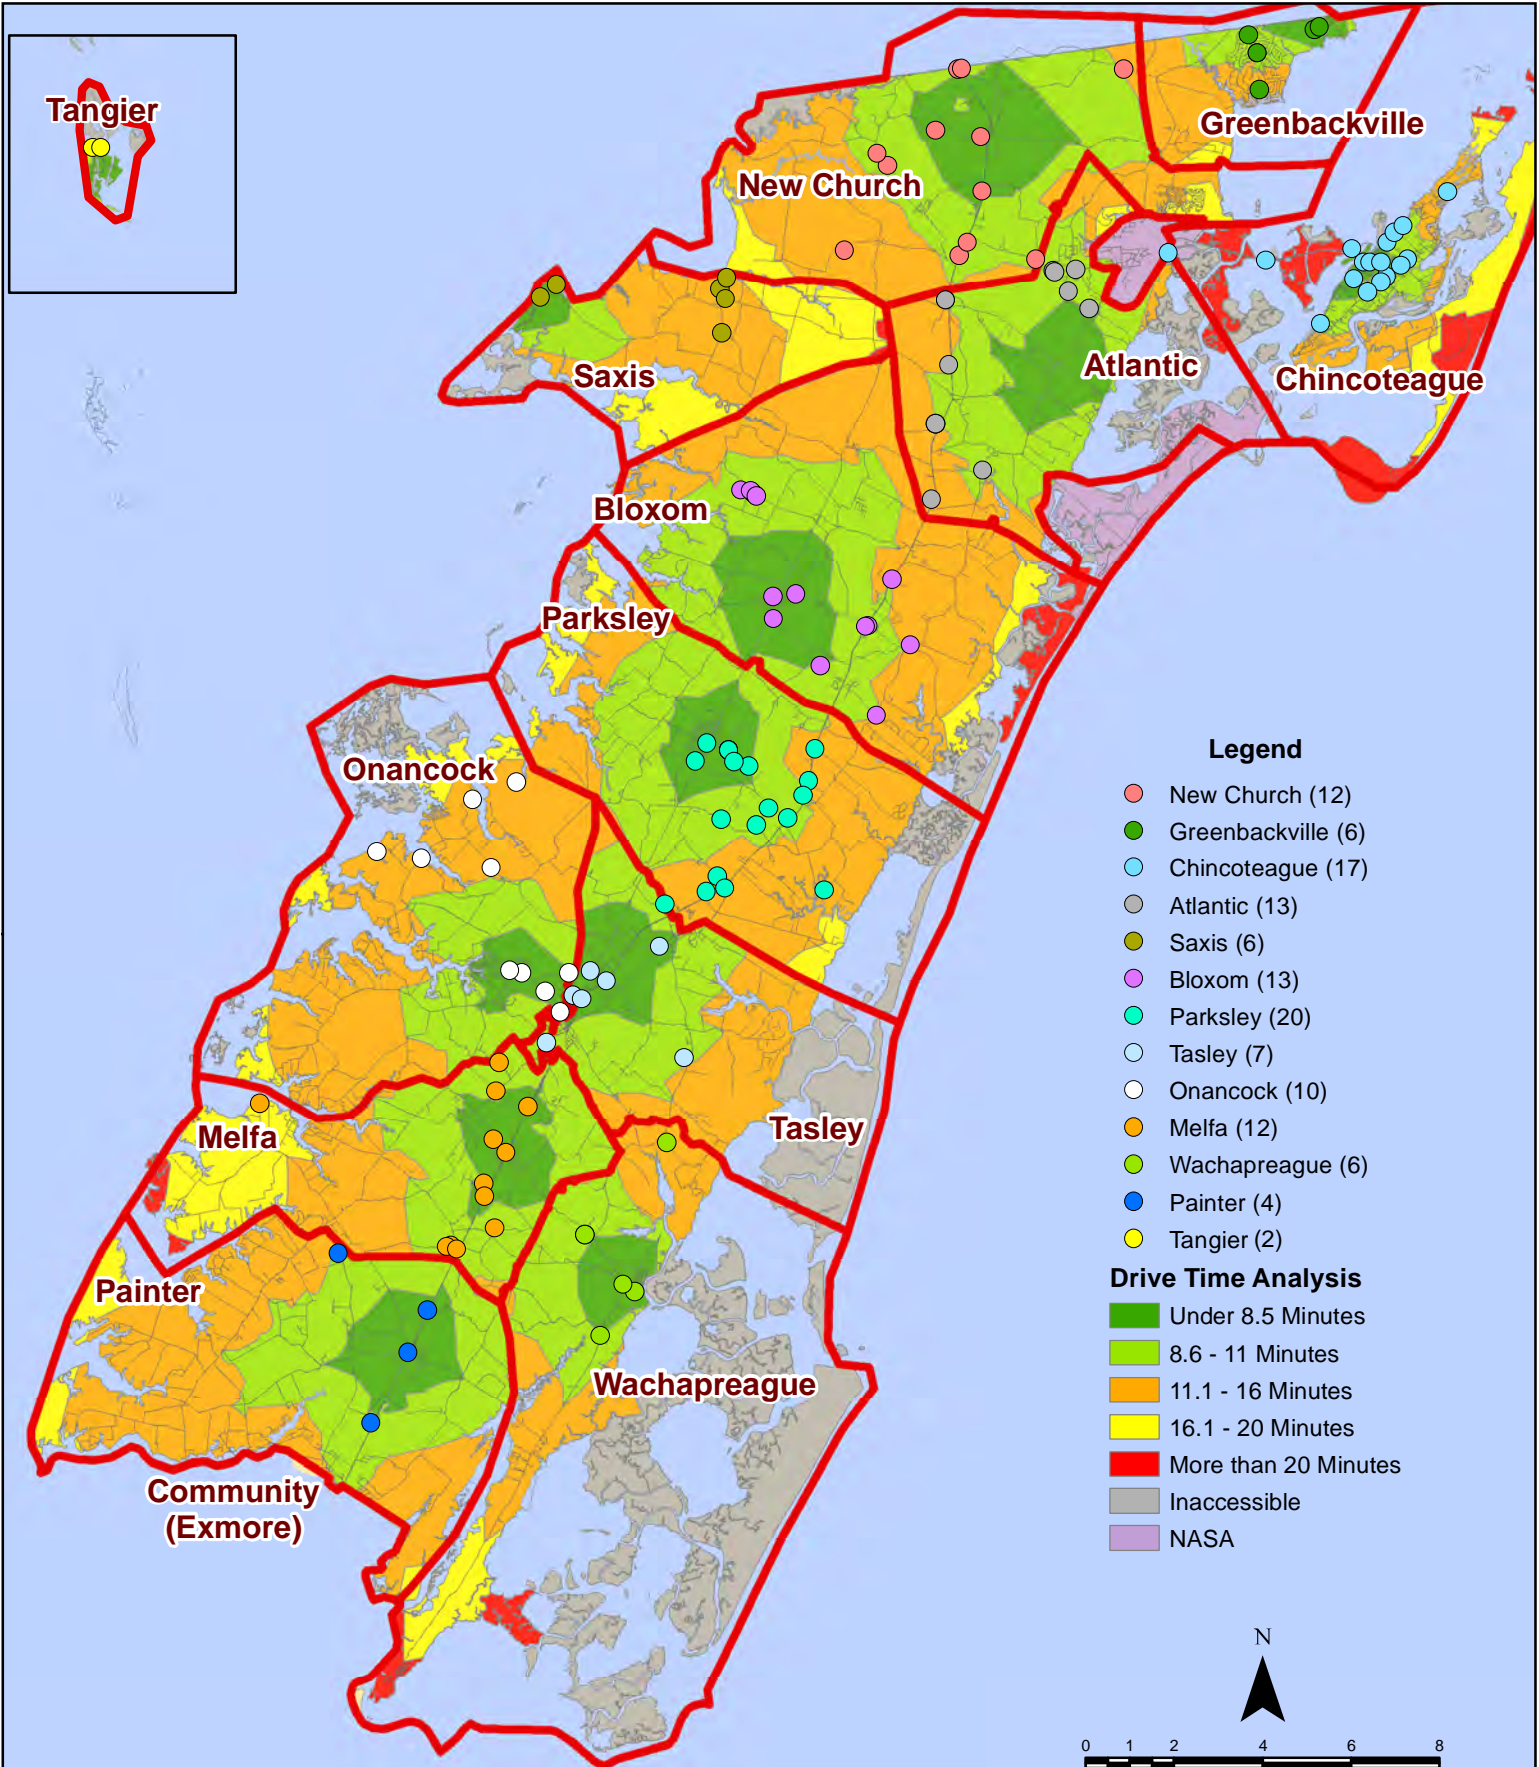 Tangier
Greenbackville
New Church
Atlantic
Saxis
Chincoteague
Bloxom
Parksley
Onancock
Tasley
Melfa
Painter
Wachapreague
Community
(Exmore)
Legend
New Church (12)
Greenbackville (6)
Chincoteague (17)
Atlantic (13)
Saxis (6)
Bloxom (13)
Parksley (20)
Tasley (7)
Onancock (10)
Melfa (12)
Wachapreague (6)
Painter (4)
Tangier (2)
Drive Time Analysis
Under 8.5 Minutes
8.6 - 11 Minutes
11.1 - 16 Minutes
16.1 - 20 Minutes
More than 20 Minutes
Inaccessible
NASA
N
0 1 2 4 6 8